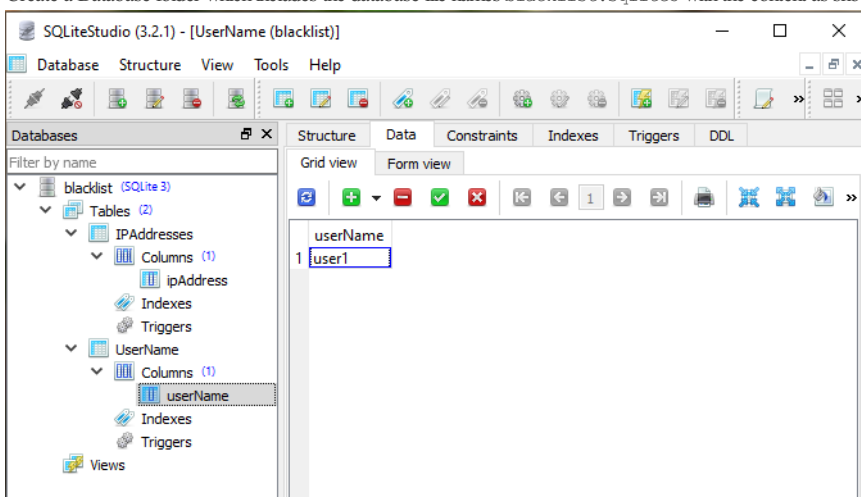 SQLiteStudio (3.2.1) - [UserName (blacklist)]
Database Structure View Tools Help
Databases
Filter by name
blacklist (SQLite 3)
Tables (2)
IPAddresses
Columns (1)
ipAddress
Indexes
Triggers
UserName
Columns (1)
userName
Indexes
Triggers
Views
Structure Data Constraints Indexes Triggers DDL
Grid view Form view
1
userName
1 user1